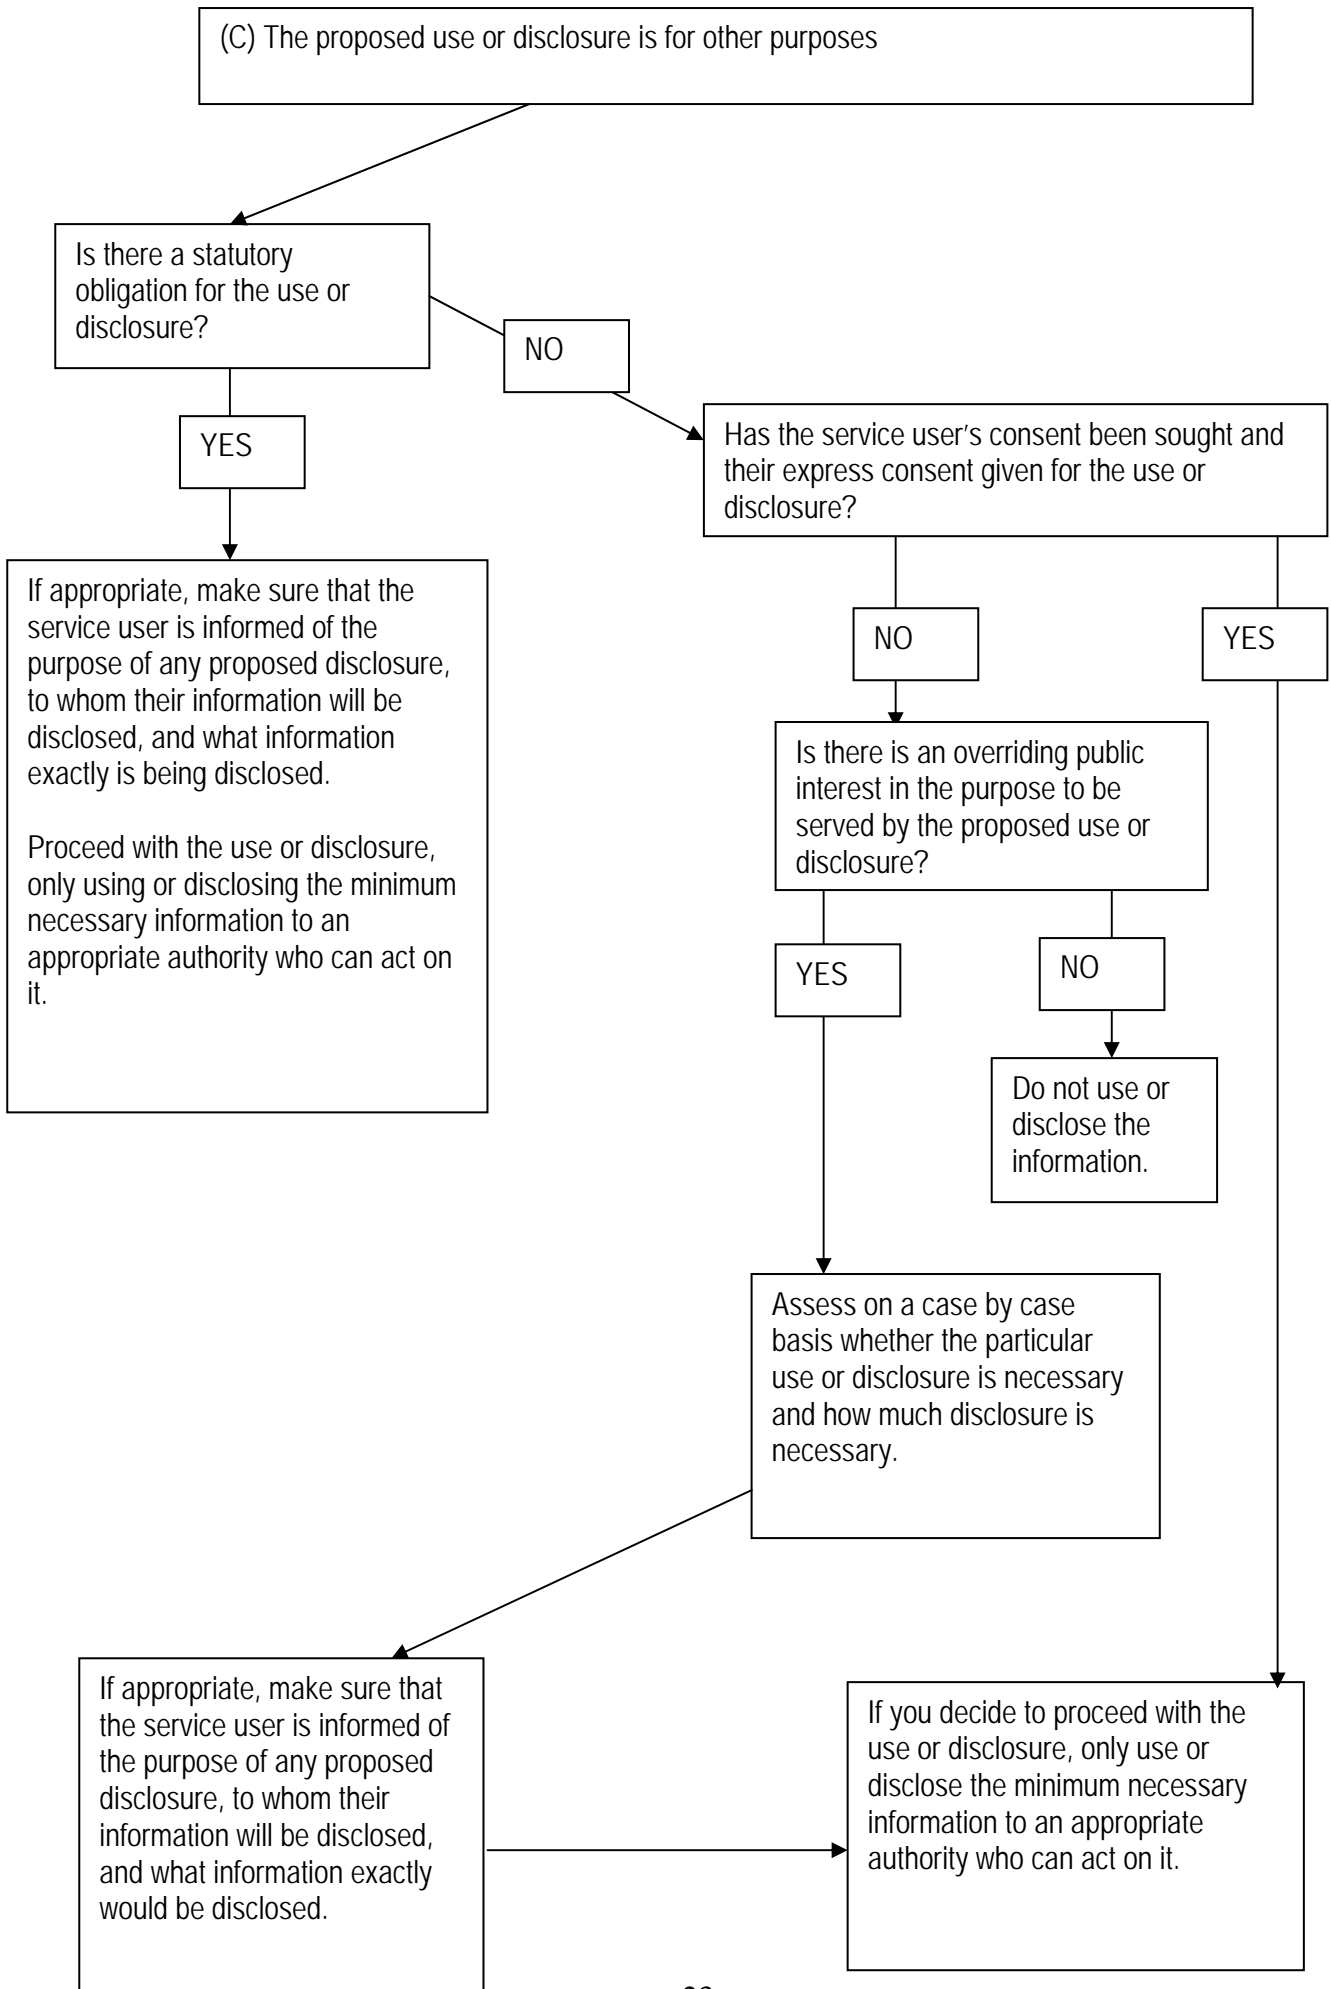 (C) The proposed use or disclosure is for other purposes
Is there a statutory
obligation for the use or
disclosure?
NO
YES
Has the service user’s consent been sought and
their express consent given for the use or
disclosure?
If appropriate, make sure that the
service user is informed of the
purpose of any proposed disclosure,
to whom their information will be
disclosed, and what information
exactly is being disclosed.
Proceed with the use or disclosure,
only using or disclosing the minimum
necessary information to an
appropriate authority who can act on
it.
NO
YES
Is there is an overriding public
interest in the purpose to be
served by the proposed use or
disclosure?
YES
NO
Do not use or
disclose the
information.
Assess on a case by case
basis whether the particular
use or disclosure is necessary
and how much disclosure is
necessary.
If appropriate, make sure that
the service user is informed of
the purpose of any proposed
disclosure, to whom their
information will be disclosed,
and what information exactly
would be disclosed.
If you decide to proceed with the
use or disclosure, only use or
disclose the minimum necessary
information to an appropriate
authority who can act on it.